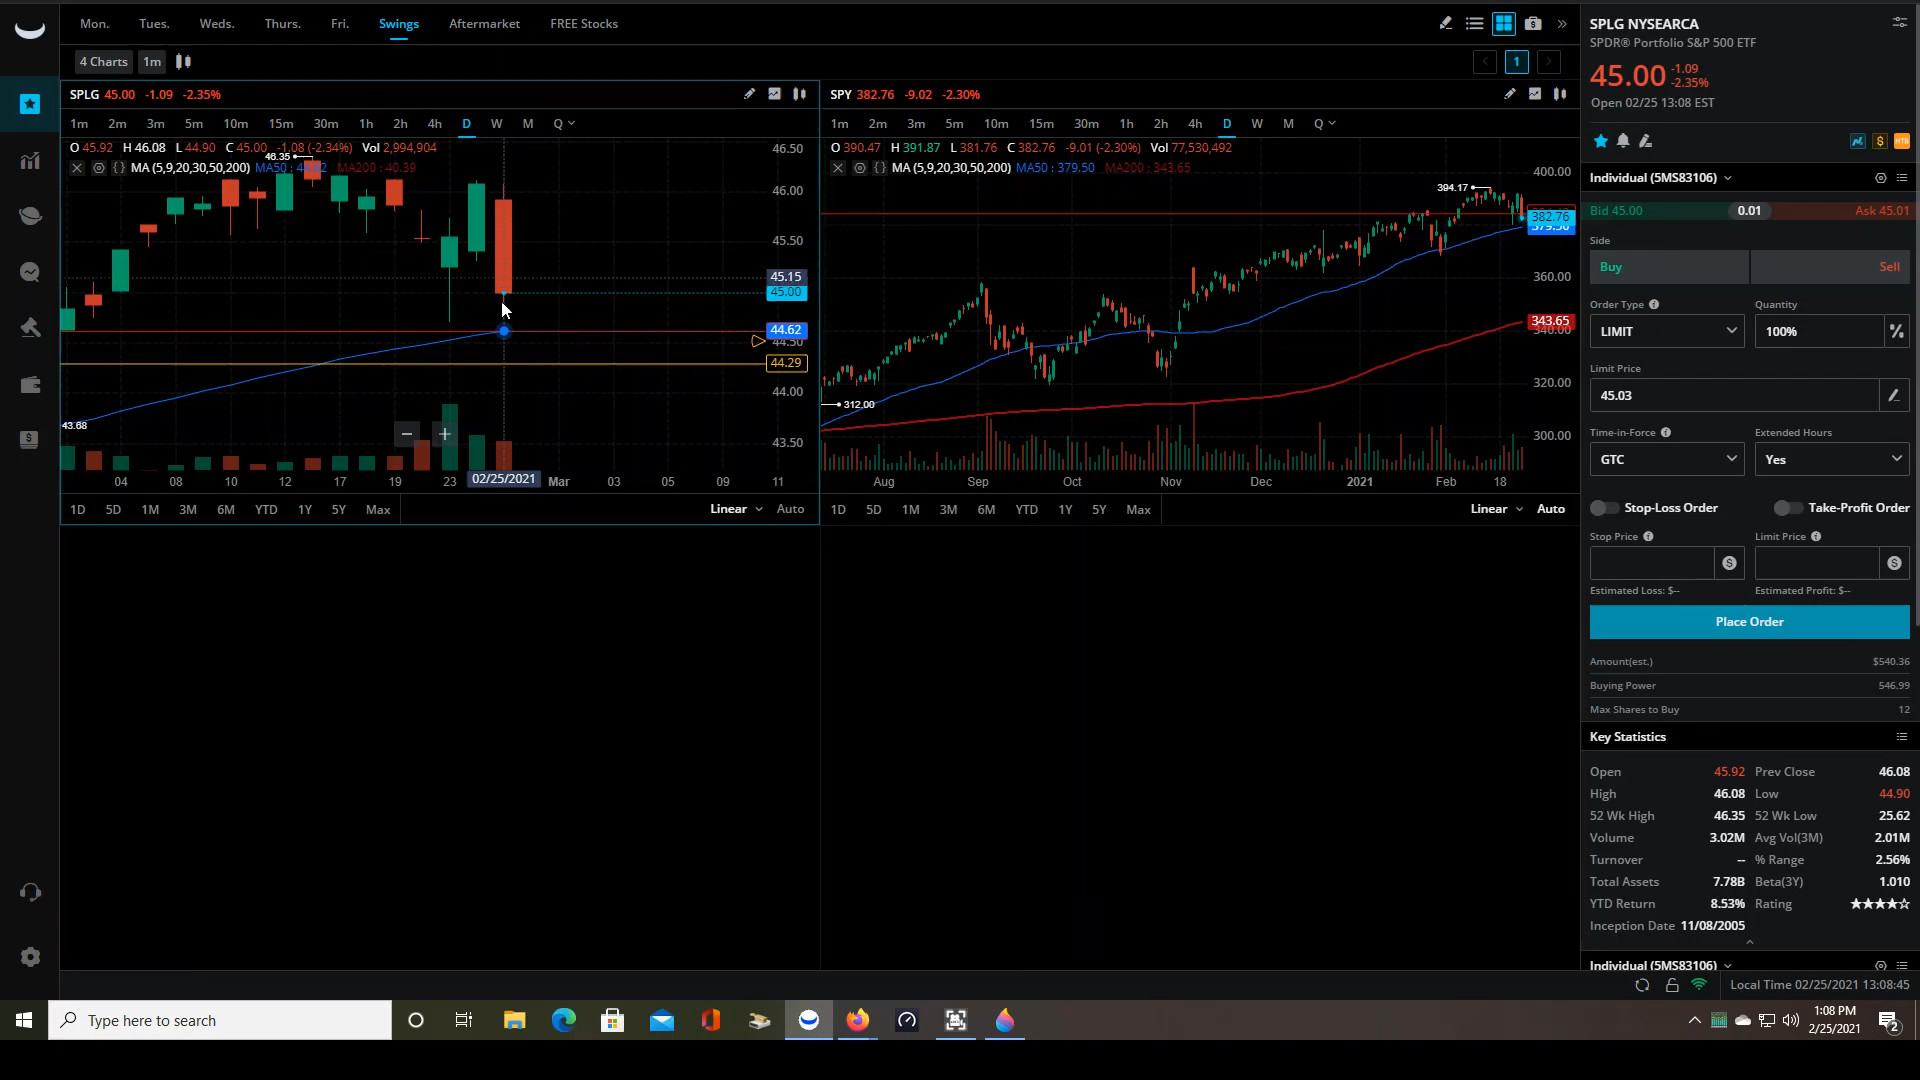 Mon. Tues. Weds. Thurs. Fri. Swings Aftermarket FREE Stocks
4 Charts 1m
< 1 >
SPLG 45.00 -1.09 -2.35%
1m 2m 3m 5m 10m 15m 30m 1h 2h 4h D W M Q
O 45.92 H 46.08 L 44.90 C 45.00 -1.08 (-2.34%) Vol 2,994,904
MA (5,9,20,30,50,200) MA200 : 40.39
46.35
46.50
46.00
45.50
45.15
45.00
44.62
44.50
44.29
44.00
43.68
43.50
04 08 10 12 17 19 23 02/25/2021 Mar 03 05 09 11
1D 5D 1M 3M 6M YTD 1Y 5Y Max Linear Auto
SPY 382.76 -9.02 -2.30%
1m 2m 3m 5m 10m 15m 30m 1h 2h 4h D W M Q
O 390.47 H 391.87 L 381.76 C 382.76 -9.01 (-2.30%) Vol 77,530,492
MA (5,9,20,30,50,200) MA50 : 379.50 MA200 : 343.65
394.17
400.00
382.76
379.50
360.00
343.65
340.00
320.00
312.00
300.00
Aug Sep Oct Nov Dec 2021 Feb 18
1D 5D 1M 3M 6M YTD 1Y 5Y Max Linear Auto
SPLG NYSEARCA
SPDR® Portfolio S&P 500 ETF
45.00 -1.09
-2.35%
Open 02/25 13:08 EST
HTB
Individual (5MS83106)
Bid 45.00 0.01 Ask 45.01
Side
Buy Sell
Order Type Quantity
LIMIT 100% %
Limit Price
45.03
Time-in-Force Extended Hours
GTC Yes
Stop-Loss Order Take-Profit Order
Stop Price Limit Price
Estimated Loss: $-- Estimated Profit: $--
Place Order
Amount(est.) $540.36
Buying Power 546.99
Max Shares to Buy 12
Key Statistics
Open 45.92 Prev Close 46.08
High 46.08 Low 44.90
52 Wk High 46.35 52 Wk Low 25.62
Volume 3.02M Avg Vol(3M) 2.01M
Turnover -- % Range 2.56%
Total Assets 7.78B Beta(3Y) 1.010
YTD Return 8.53% Rating
Inception Date 11/08/2005
Individual (5MS83106)
Local Time 02/25/2021 13:08:45
Type here to search
1:08 PM
2/25/2021
2